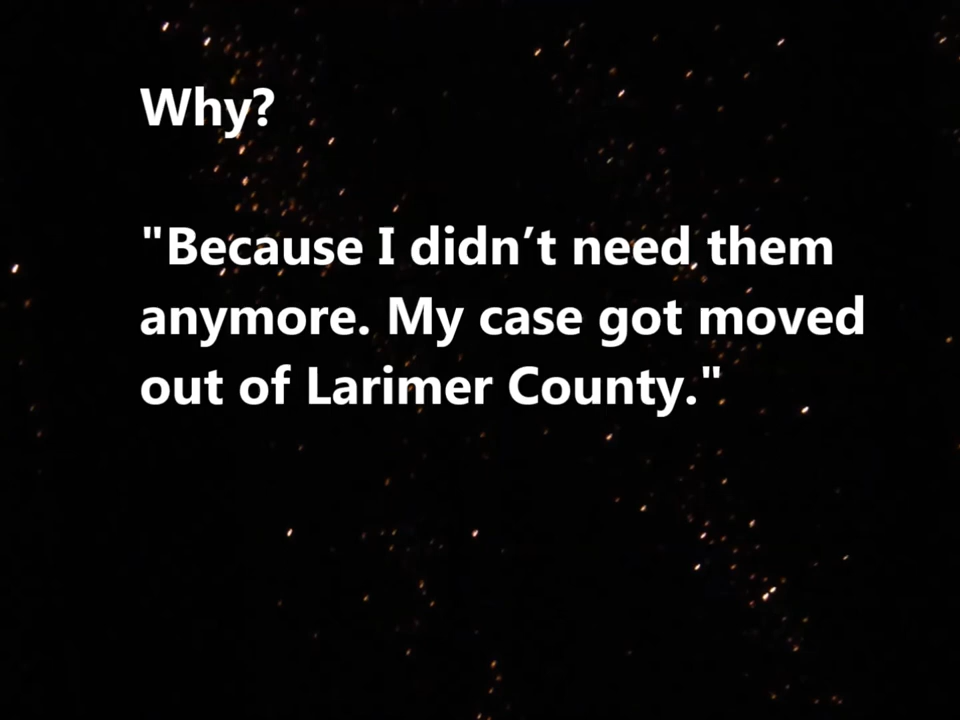 Why?
"Because I didn’t need them
anymore. My case got moved
out of Larimer County."